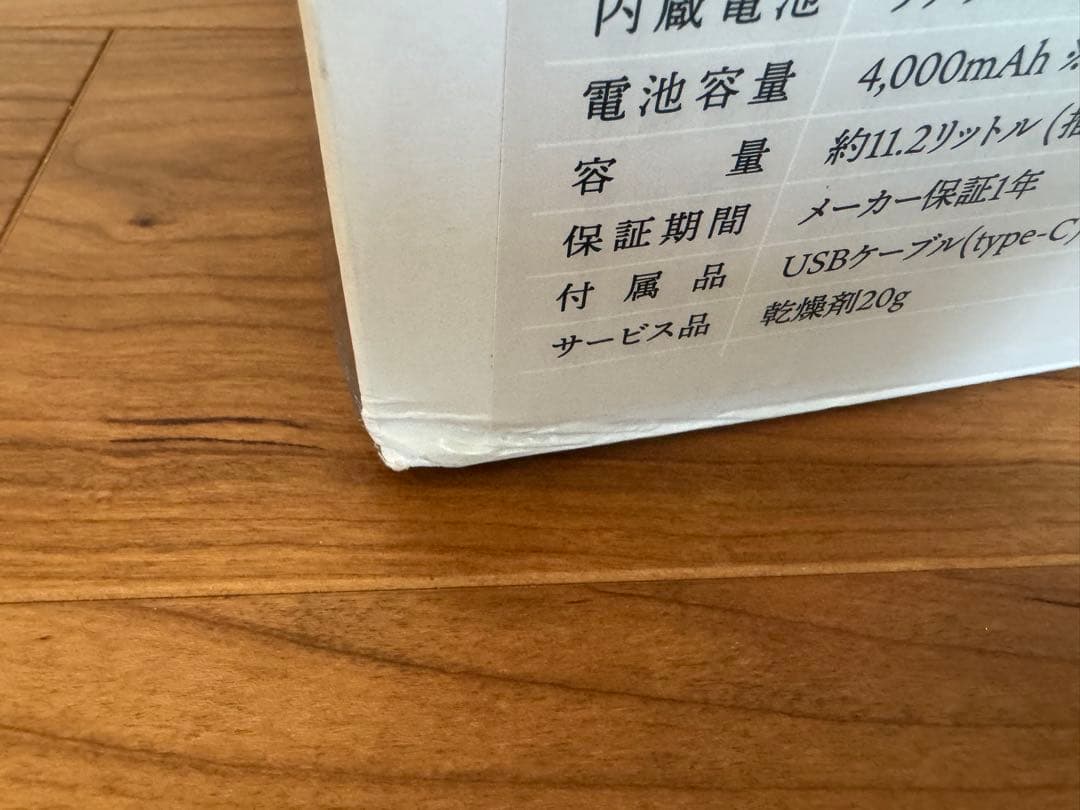 内蔵電池
電池容量 4,000mAh ※
容量 約11.2リットル (
保証期間 メーカー保証1年
付属品 USBケーブル(type-C)
サービス品 乾燥剤20g